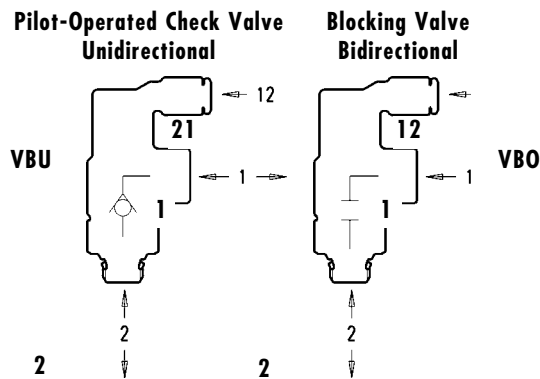 Pilot-Operated Check Valve
Unidirectional
Blocking Valve
Bidirectional
12
21
12
VBU
VBO
1
1
1
1
2
2
2
2